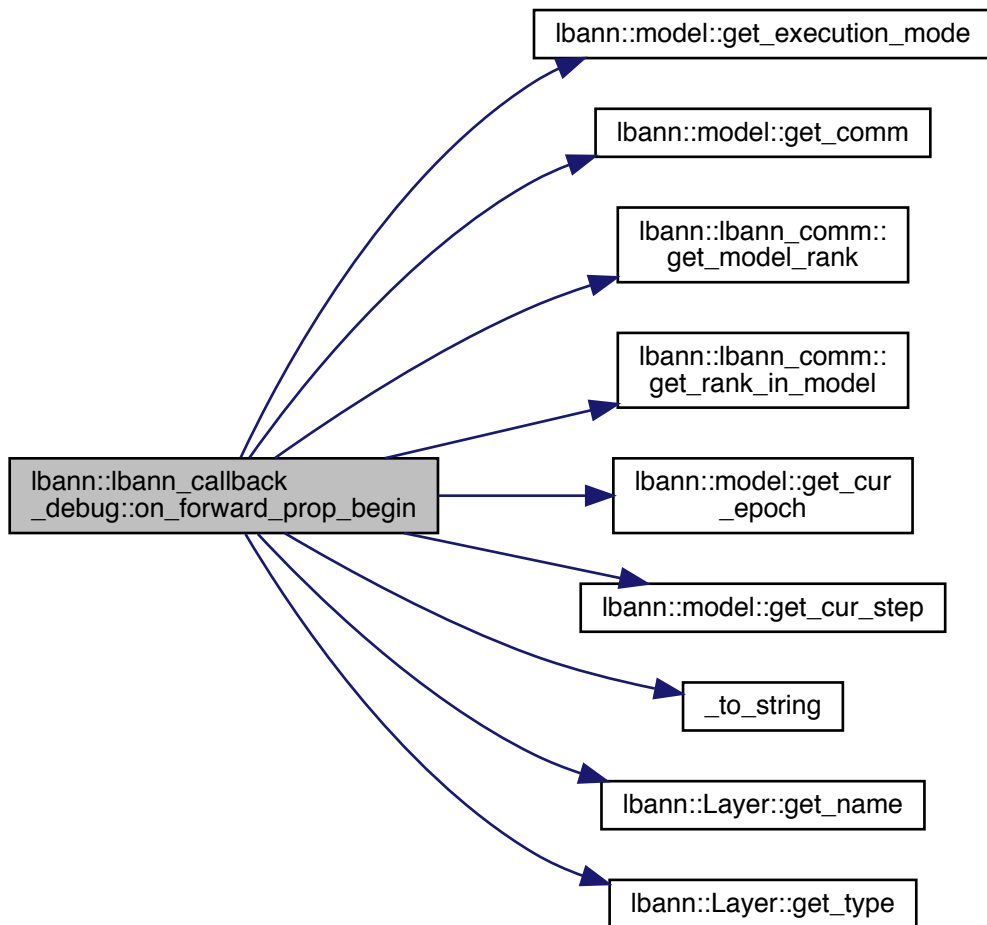 lbann::model::get_execution_mode
lbann::model::get_comm
lbann::lbann_comm::
get_model_rank
lbann::lbann_comm::
get_rank_in_model
lbann::lbann_callback
_debug::on_forward_prop_begin
lbann::model::get_cur
_epoch
lbann::model::get_cur_step
_to_string
lbann::Layer::get_name
lbann::Layer::get_type